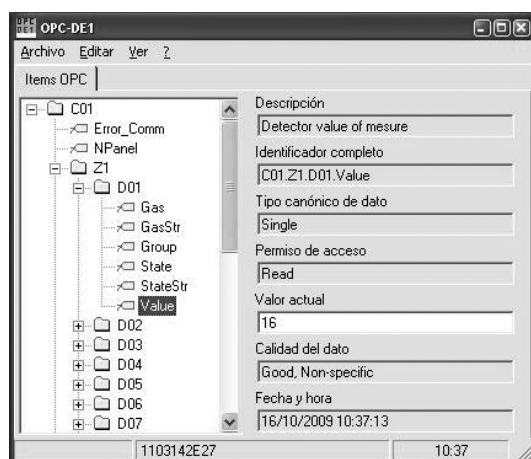 OPC DE1 OPC-DE1
Archivo Editar Ver ?
Items OPC
C01
Error_Comm
NPanel
Z1
D01
Gas
GasStr
Group
State
StateStr
Value
D02
D03
D04
D05
D06
D07
Descripción
Detector value of mesure
Identificador completo
C01.Z1.D01.Value
Tipo canónico de dato
Single
Permiso de acceso
Read
Valor actual
16
Calidad del dato
Good, Non-specific
Fecha y hora
16/10/2009 10:37:13
1103142E27
10:37